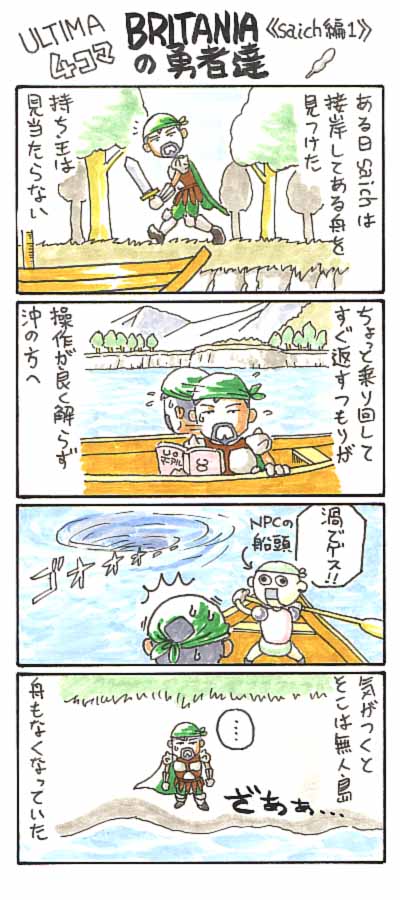 ULTIMA
4コマ
BRITANIA
の勇者達
《saich編1》
ある日saichは
接岸してある舟を
見つけた
持ち主は
見当たらない
ちょっと乗り回して
すぐ返すつもりが
操作が良く解らず
沖の方へ
渦でゲス!!
NPCの
船頭
ゴオォォ…
気がつくと
そこは無人島
…
ざあぁ…
舟もなくなっていた